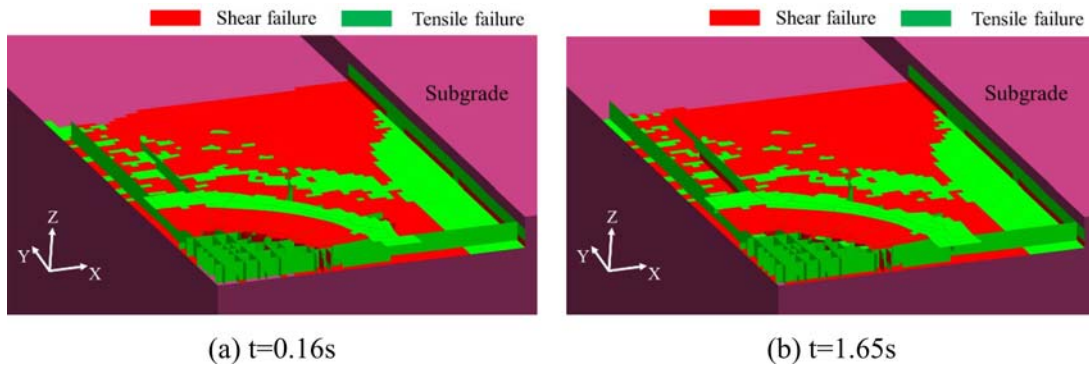 Shear failure Tensile failure Shear failure Tensile failure
Subgrade Subgrade
Z Z
Y X Y X
(a) t=0.16s (b) t=1.65s